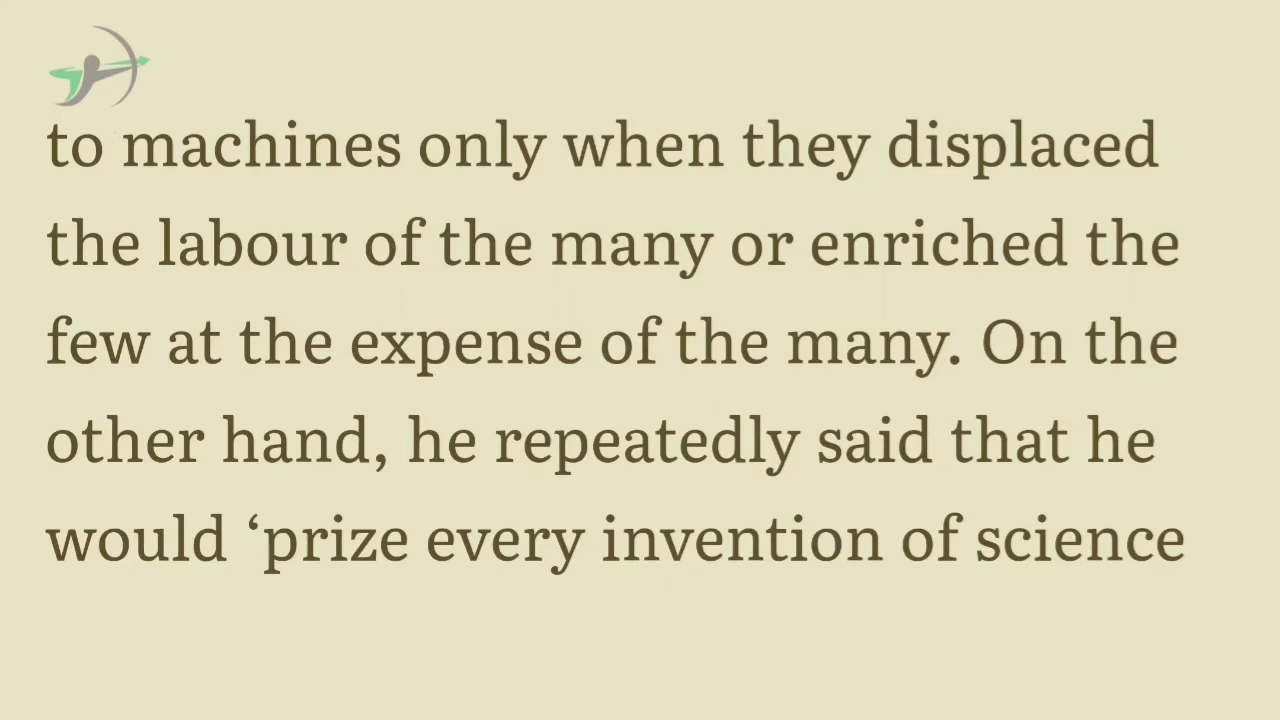 to machines only when they displaced
the labour of the many or enriched the
few at the expense of the many. On the
other hand, he repeatedly said that he
would ‘prize every invention of science